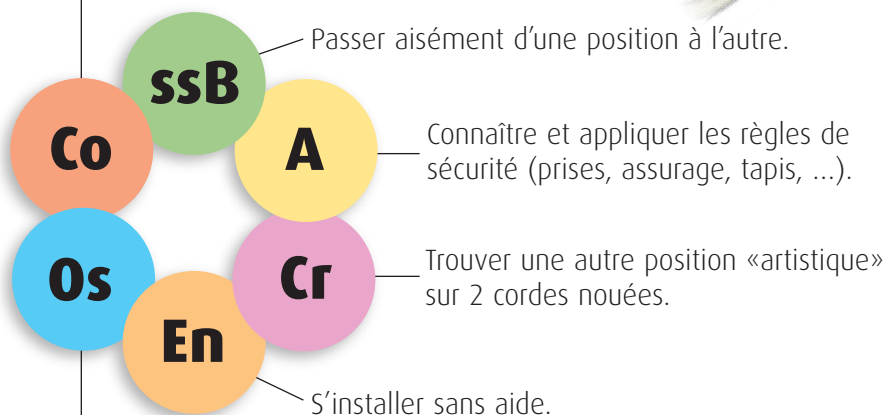 ssB
Passer aisément d’une position à l’autre.
Co
A
Connaître et appliquer les règles de
sécurité (prises, assurage, tapis, ...).
Os
Cr
Trouver une autre position «artistique»
sur 2 cordes nouées.
En
S’installer sans aide.